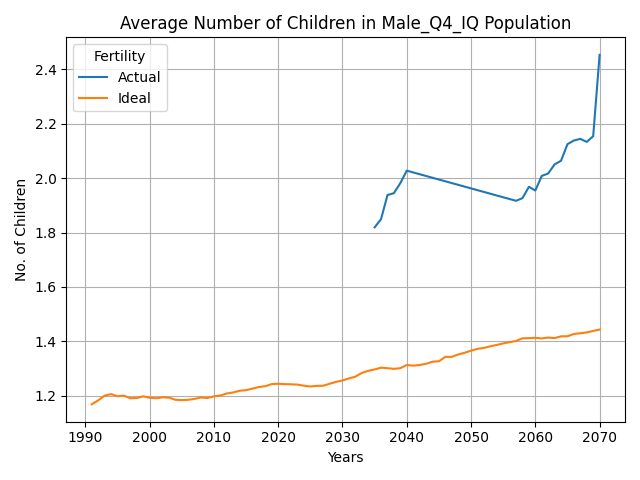 Average Number of Children in Male_Q4_IQ Population
Fertility
Actual
Ideal
No. of Children
2.4
2.2
2.0
1.8
1.6
1.4
1.2
1990 2000 2010 2020 2030 2040 2050 2060 2070
Years